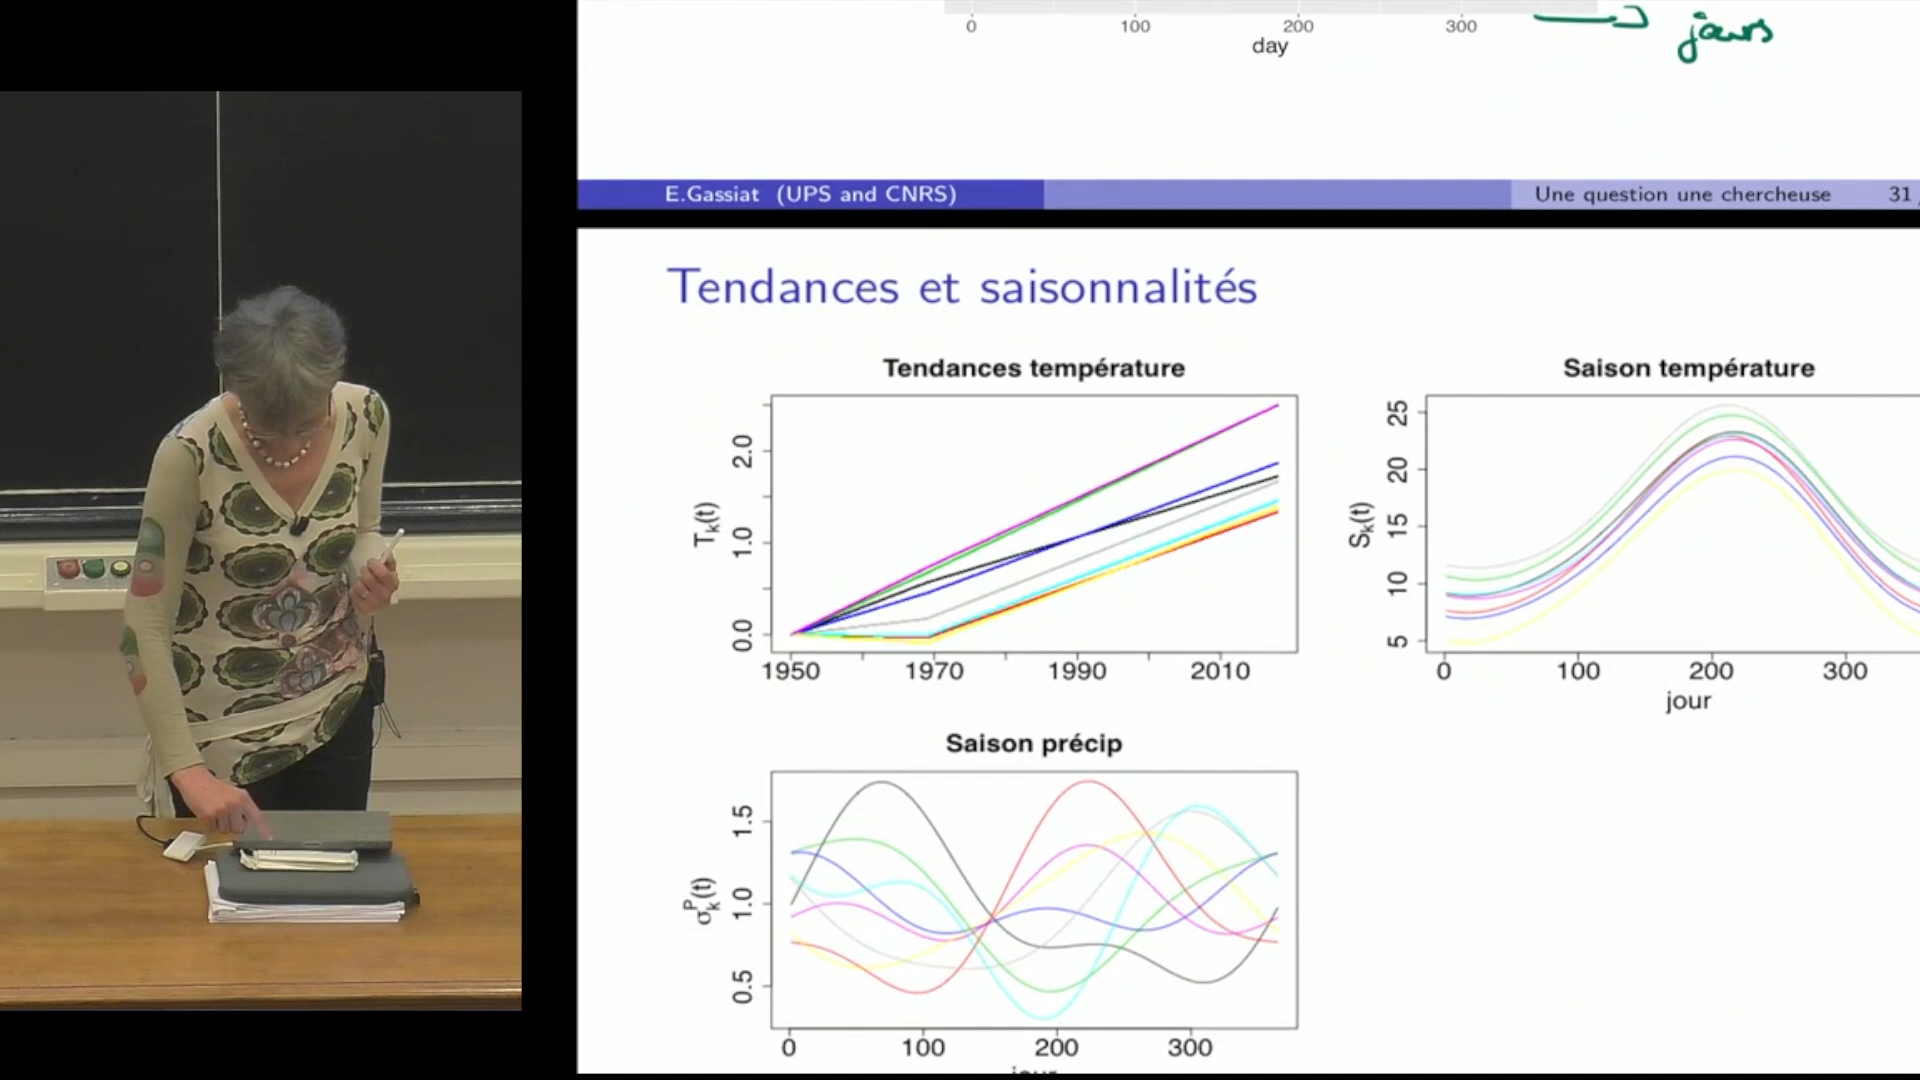 0 100 200 300
day
jours
E.Gassiat (UPS and CNRS) Une question une chercheuse 31
Tendances et saisonnalités
Tendances température
T_k(t)
0.0 1.0 2.0
1950 1970 1990 2010
Saison température
S_k(t)
5 10 15 20 25
0 100 200 300
jour
Saison précip
σ_k^P(t)
0.5 1.0 1.5
0 100 200 300